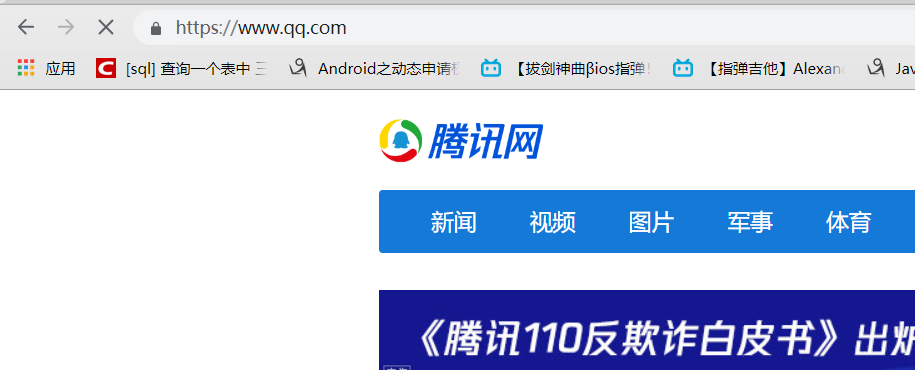 https://www.qq.com
应用
[sql] 查询一个表中
Android之动态申请
【拔剑神曲βios指弹
【指弹吉他】Alexan
Jav
腾讯网
新闻 视频 图片 军事 体育
《腾讯110反欺诈白皮书》出炉